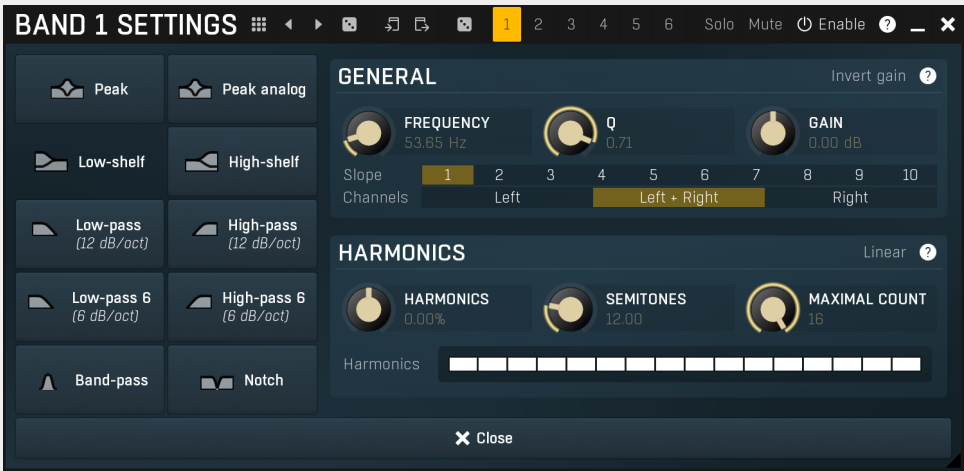 BAND 1 SETTINGS 1 2 3 4 5 6 Solo Mute Enable ?
Peak
Peak analog
Low-shelf
High-shelf
Low-pass
(12 dB/oct)
High-pass
(12 dB/oct)
Low-pass 6
(6 dB/oct)
High-pass 6
(6 dB/oct)
Band-pass
Notch
GENERAL Invert gain ?
FREQUENCY
53.65 Hz
Q
0.71
GAIN
0.00 dB
Slope 1 2 3 4 5 6 7 8 9 10
Channels Left Left + Right Right
HARMONICS Linear ?
HARMONICS
0.00%
SEMITONES
12.00
MAXIMAL COUNT
16
Harmonics
Close